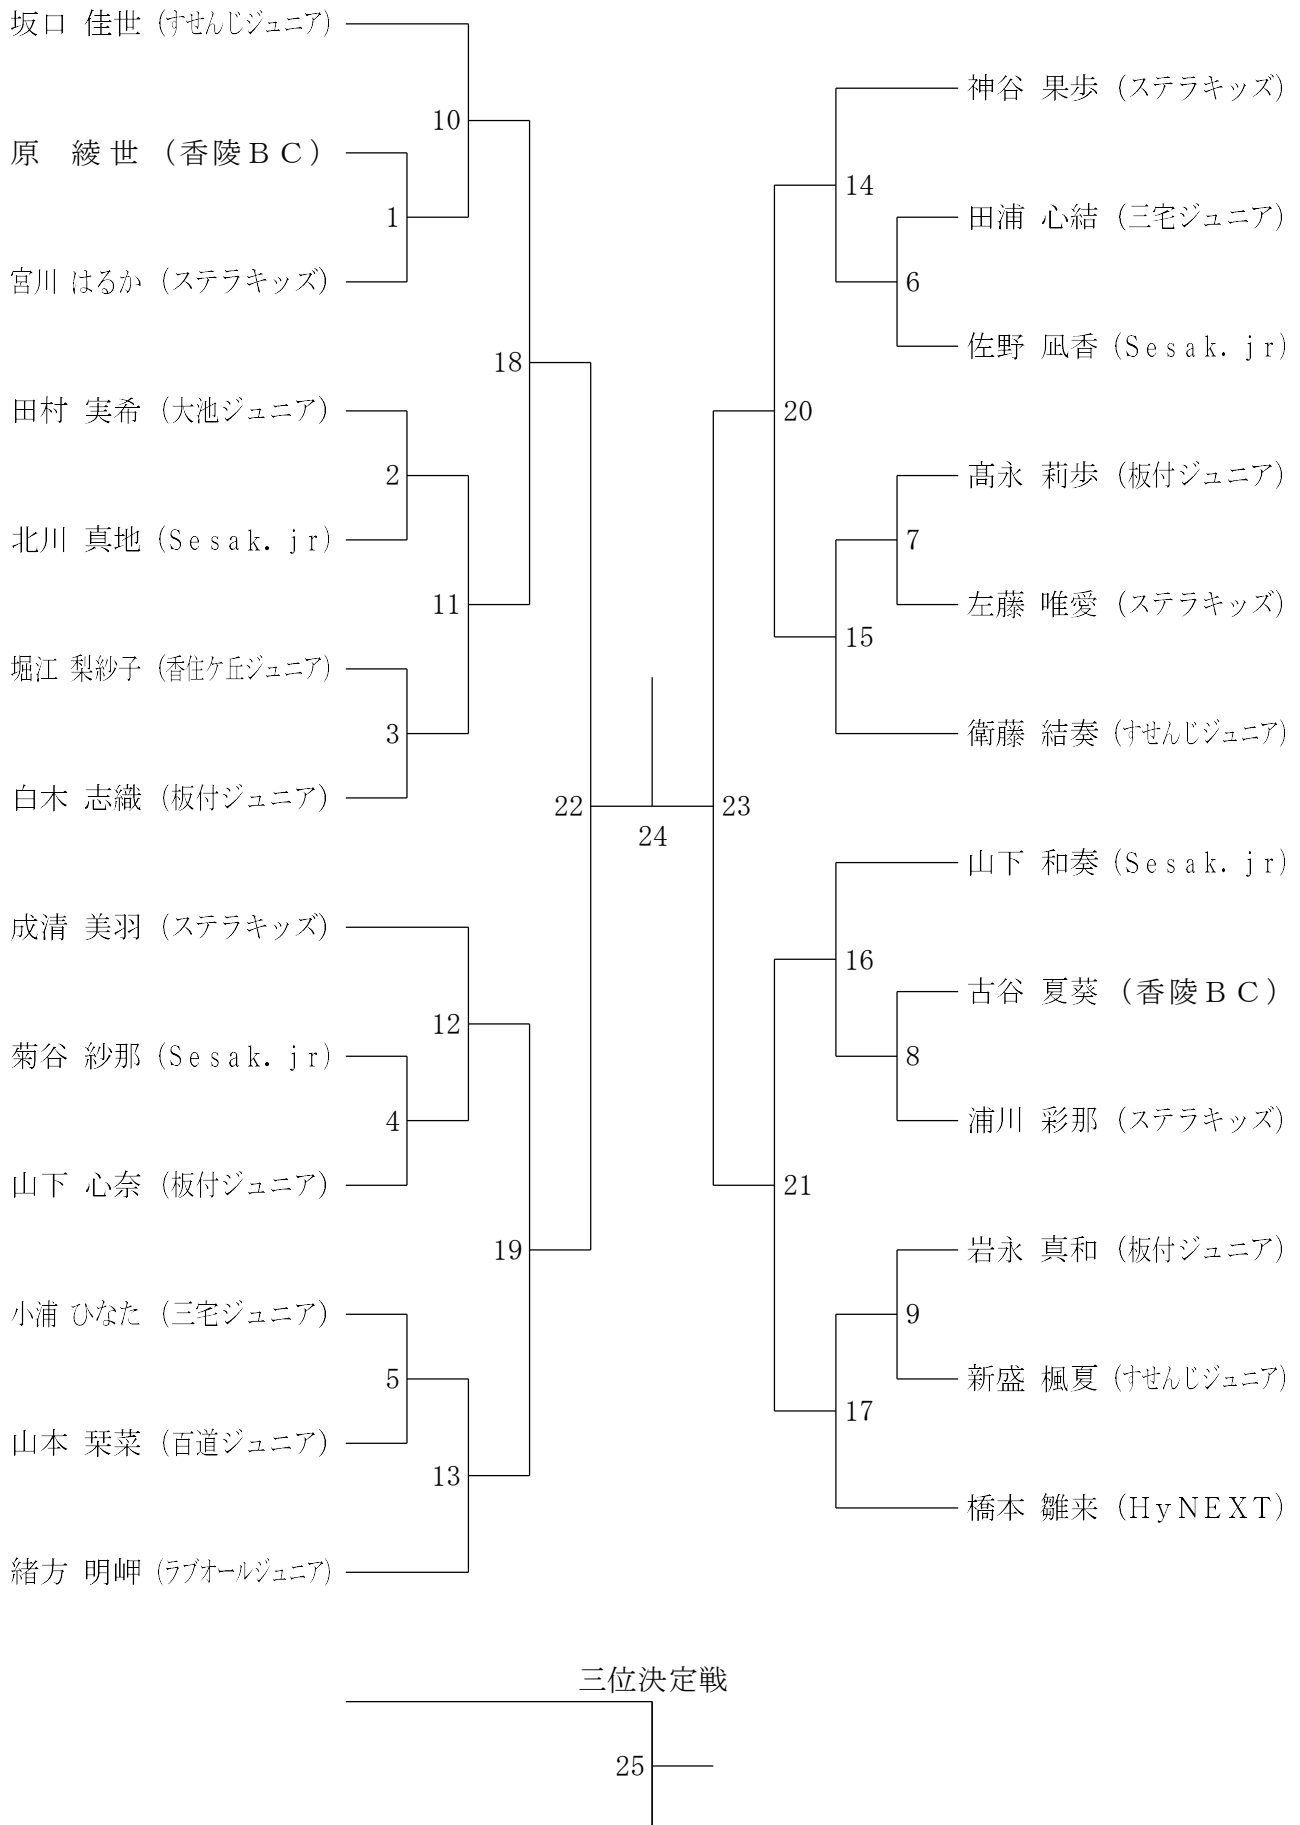 坂口 佳世 (すせんじジュニア)
10
原 綾世 (香陵BC)
1
宮川 はるか (ステラキッズ)
18
田村 実希 (大池ジュニア)
2
北川 真地 (Sesak.jr)
11
堀江 梨紗子 (香住ケ丘ジュニア)
3
白木 志織 (板付ジュニア)
22
成清 美羽 (ステラキッズ)
12
菊谷 紗那 (Sesak.jr)
4
山下 心奈 (板付ジュニア)
19
小浦 ひなた (三宅ジュニア)
5
山本 栞菜 (百道ジュニア)
13
緒方 明岬 (ラブオールジュニア)
24
神谷 果歩 (ステラキッズ)
14
田浦 心結 (三宅ジュニア)
6
佐野 凪香 (Sesak.jr)
20
髙永 莉歩 (板付ジュニア)
7
左藤 唯愛 (ステラキッズ)
15
衛藤 結奏 (すせんじジュニア)
23
山下 和奏 (Sesak.jr)
16
古谷 夏葵 (香陵BC)
8
浦川 彩那 (ステラキッズ)
21
岩永 真和 (板付ジュニア)
9
新盛 楓夏 (すせんじジュニア)
17
橋本 雛来 (HyNEXT)
三位決定戦
25